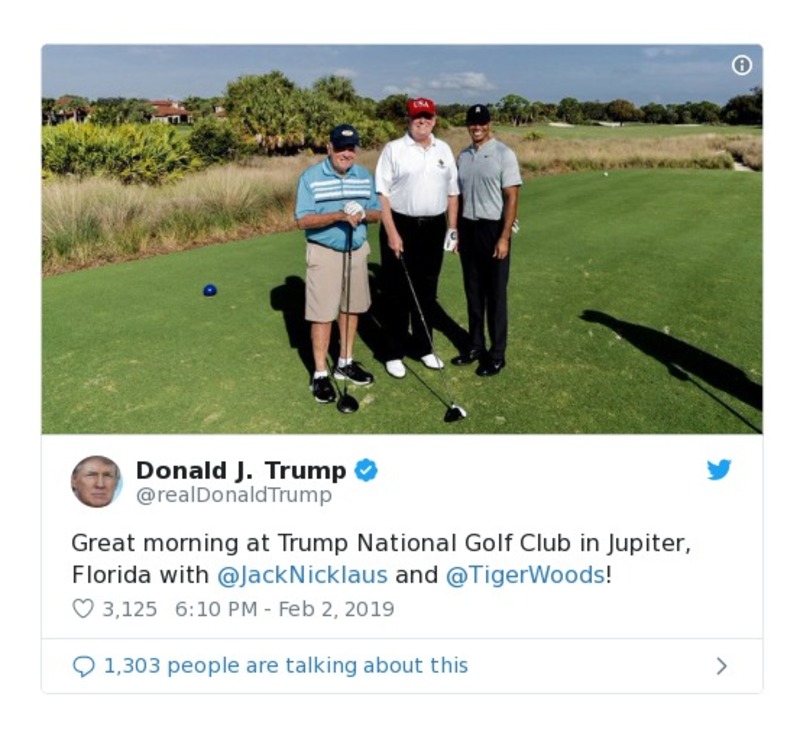 USA
Donald J. Trump
@realDonaldTrump
Great morning at Trump National Golf Club in Jupiter,
Florida with @JackNicklaus and @TigerWoods!
3,125 6:10 PM - Feb 2, 2019
1,303 people are talking about this